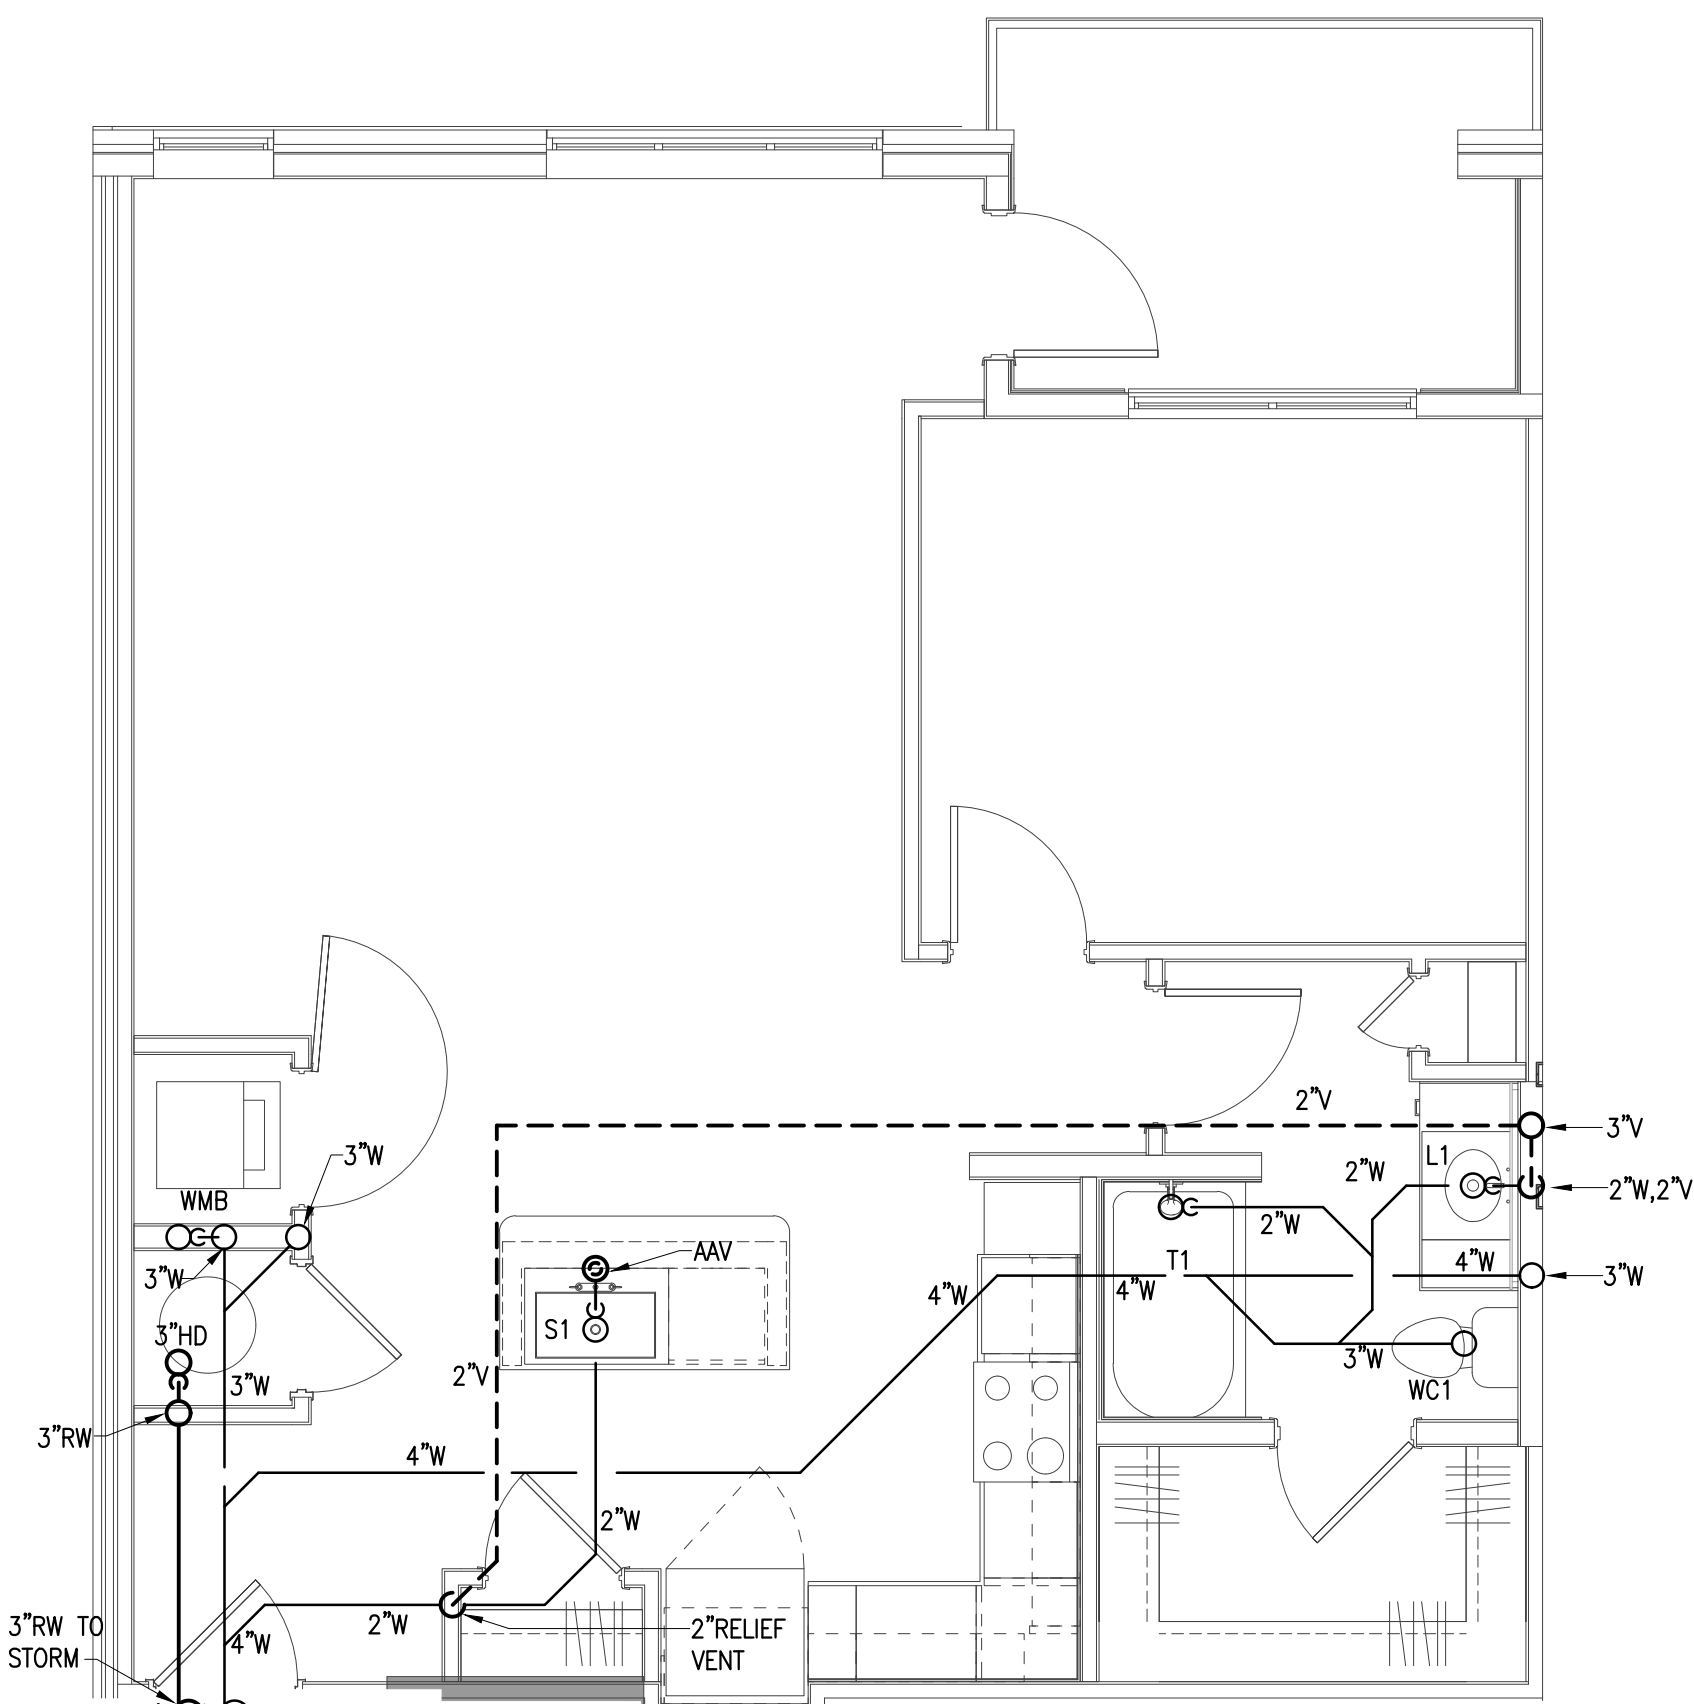 2”V
3”V
3”W
L1
2”W
2”W,2”V
WMB
2”W
AAV
T1
4”W
3”W
3”W
4”W
4”W
S1
3”HD
3”W
2”V
3”W
WC1
3”RW
4”W
2”W
3”RW TO
STORM
4”W
2”W
2”RELIEF
VENT